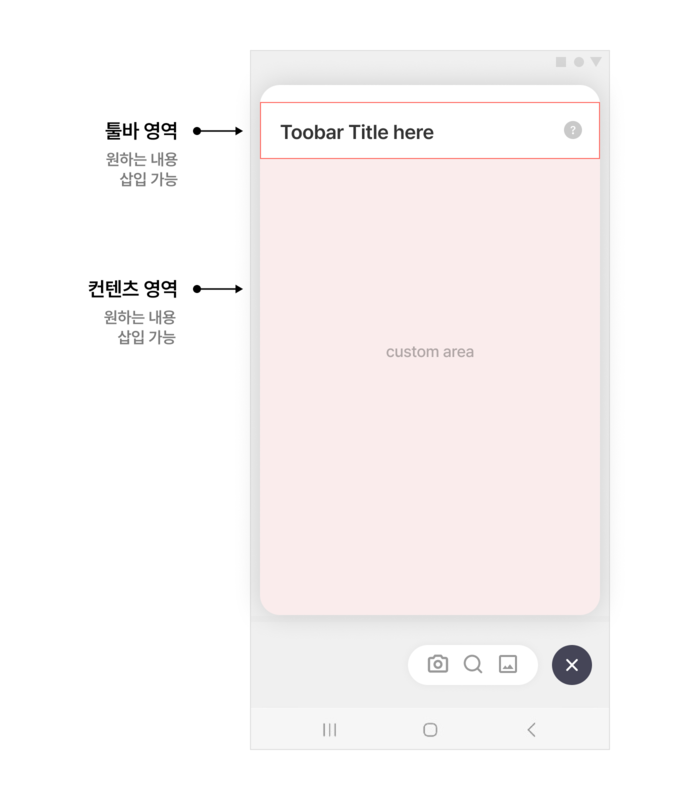 툴바 영역
원하는 내용
삽입 가능
Toobar Title here
?
컨텐츠 영역
원하는 내용
삽입 가능
custom area